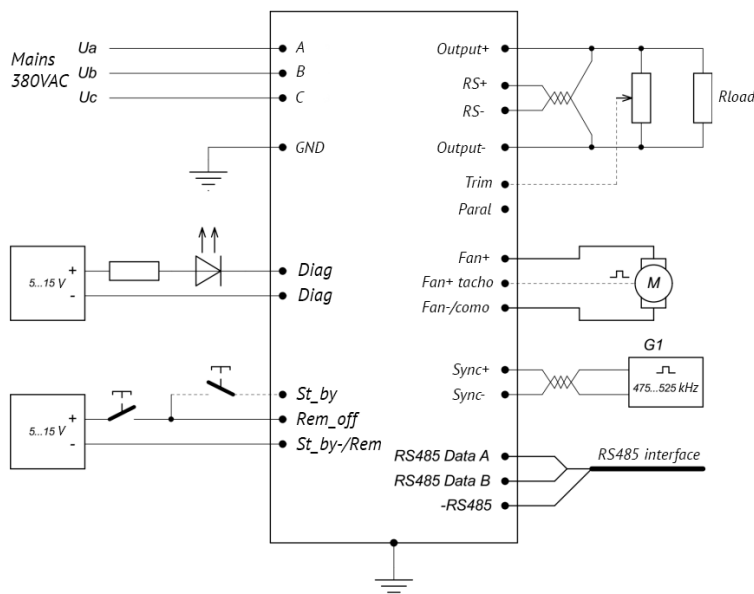 Mains
380VAC
Ua
Ub
Uc
A
B
C
GND
5...15 V
+
-
Diag
Diag
5...15 V
+
-
St_by
Rem_off
St_by-/Rem
Output+
RS+
RS-
Output-
Trim
Paral
Rload
Fan+
Fan+ tacho
Fan-/como
M
Sync+
Sync-
G1
475...525 kHz
RS485 Data A
RS485 Data B
-RS485
RS485 interface